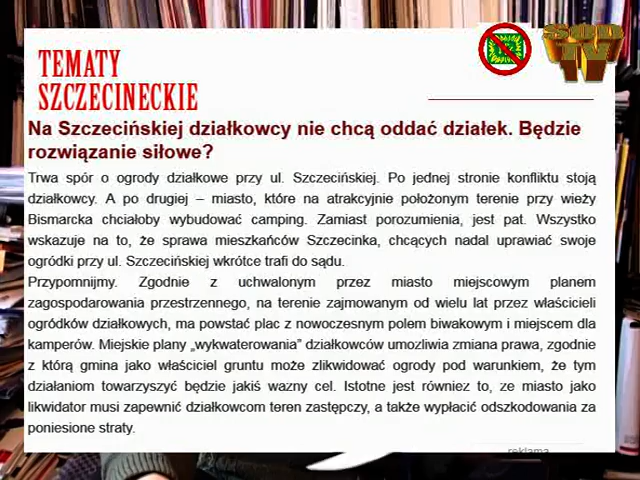 TEMATY
SZCZECINECKIE
TV
Na Szczecińskiej działkowcy nie chcą oddać działek. Będzie
rozwiązanie siłowe?
Trwa spór o ogrody działkowe przy ul. Szczecińskiej. Po jednej stronie konfliktu stoją
działkowcy. A po drugiej – miasto, które na atrakcyjnie położonym terenie przy wieży
Bismarcka chciałoby wybudować camping. Zamiast porozumienia, jest pat. Wszystko
wskazuje na to, że sprawa mieszkańców Szczecinka, chcących nadal uprawiać swoje
ogródki przy ul. Szczecińskiej wkrótce trafi do sądu.
Przypomnijmy. Zgodnie z uchwalonym przez miasto miejscowym planem
zagospodarowania przestrzennego, na terenie zajmowanym od wielu lat przez właścicieli
ogródków działkowych, ma powstać plac z nowoczesnym polem biwakowym i miejscem dla
kamperów. Miejskie plany „wykwaterowania” działkowców umozliwia zmiana prawa, zgodnie
z którą gmina jako właściciel gruntu może zlikwidować ogrody pod warunkiem, że tym
działaniom towarzyszyć będzie jakiś wazny cel. Istotne jest równiez to, ze miasto jako
likwidator musi zapewnić działkowcom teren zastępczy, a także wypłacić odszkodowania za
poniesione straty.
reklama